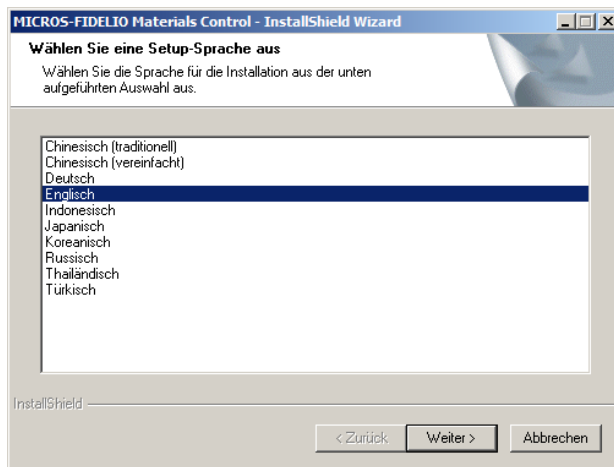 MICROS-FIDELIO Materials Control - InstallShield Wizard
Wählen Sie eine Setup-Sprache aus
Wählen Sie die Sprache für die Installation aus der unten
aufgeführten Auswahl aus.
Chinesisch (traditionell)
Chinesisch (vereinfacht)
Deutsch
Englisch
Indonesisch
Japanisch
Koreanisch
Russisch
Thailändisch
Türkisch
InstallShield
< Zurück Weiter > Abbrechen